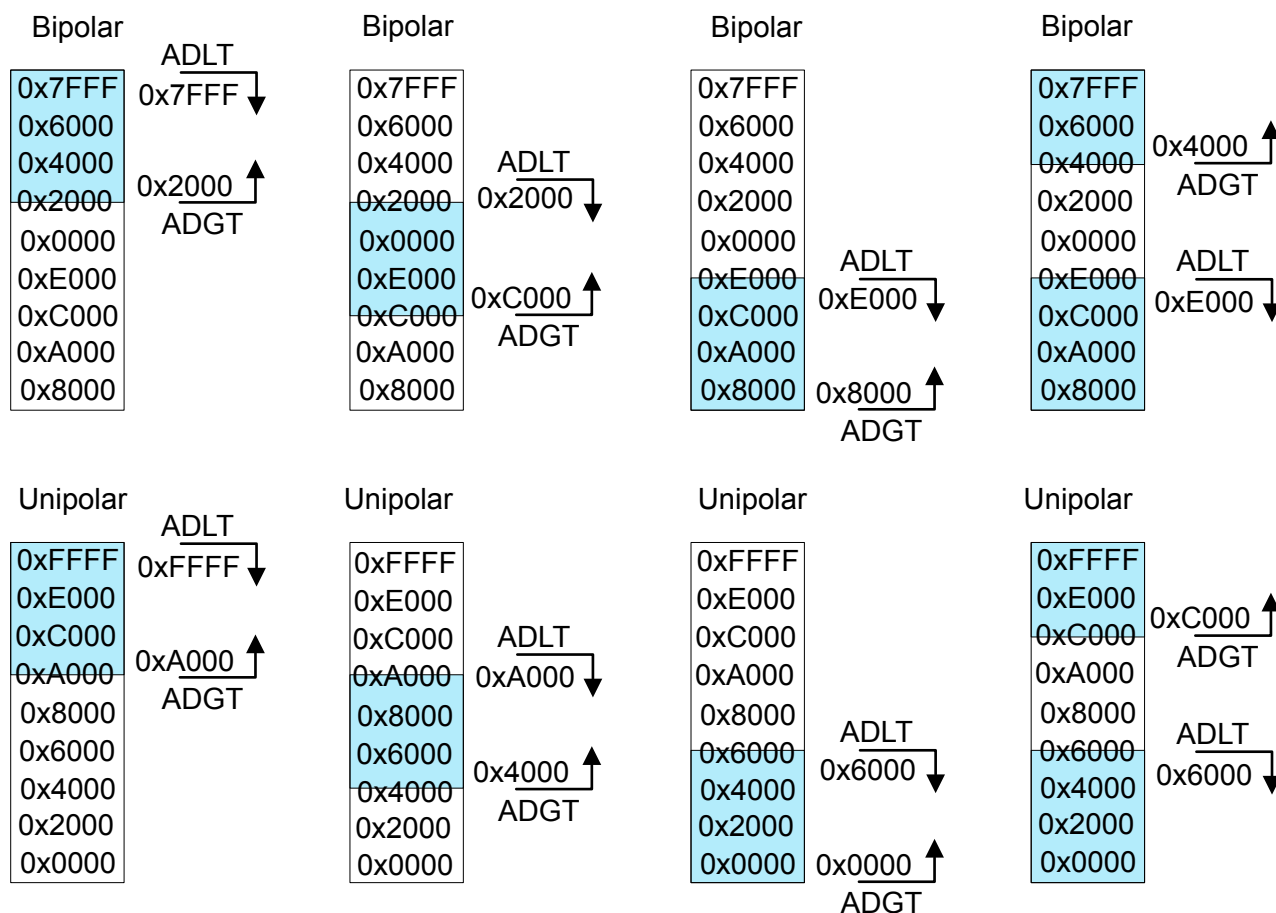 Bipolar
ADLT
0x7FFF
0x7FFF
0x6000
0x4000
0x2000
0x2000
ADGT
0x0000
0xE000
0xC000
0xA000
0x8000
Bipolar
0x7FFF
0x6000
0x4000
ADLT
0x2000
0x2000
0x0000
0xE000
0xC000
0xC000
ADGT
0xA000
0x8000
Bipolar
0x7FFF
0x6000
0x4000
0x2000
0x0000
ADLT
0xE000
0xE000
0xC000
0xA000
0x8000
0x8000
ADGT
Bipolar
0x7FFF
0x6000
0x4000
0x4000
ADGT
0x2000
0x0000
ADLT
0xE000
0xE000
0xC000
0xA000
0x8000
Unipolar
ADLT
0xFFFF
0xFFFF
0xE000
0xC000
0xA000
0xA000
ADGT
0x8000
0x6000
0x4000
0x2000
0x0000
Unipolar
0xFFFF
0xE000
0xC000
ADLT
0xA000
0xA000
0x8000
0x6000
0x4000
0x4000
ADGT
0x2000
0x0000
Unipolar
0xFFFF
0xE000
0xC000
0xA000
0x8000
ADLT
0x6000
0x6000
0x4000
0x2000
0x0000
0x0000
ADGT
Unipolar
0xFFFF
0xE000
0xC000
0xC000
ADGT
0xA000
0x8000
ADLT
0x6000
0x6000
0x4000
0x2000
0x0000